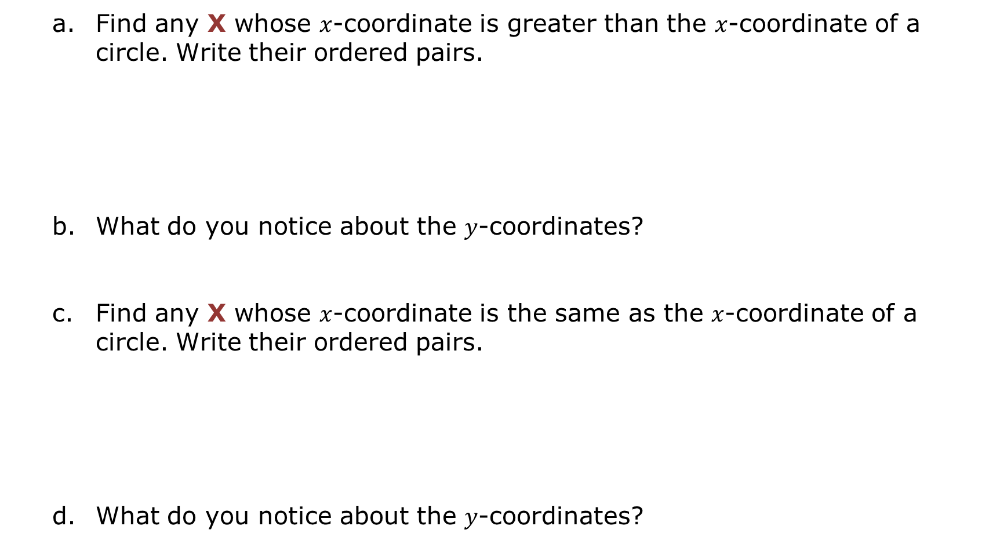 a. Find any X whose x-coordinate is greater than the x-coordinate of a
circle. Write their ordered pairs.
b. What do you notice about the y-coordinates?
c. Find any X whose x-coordinate is the same as the x-coordinate of a
circle. Write their ordered pairs.
d. What do you notice about the y-coordinates?